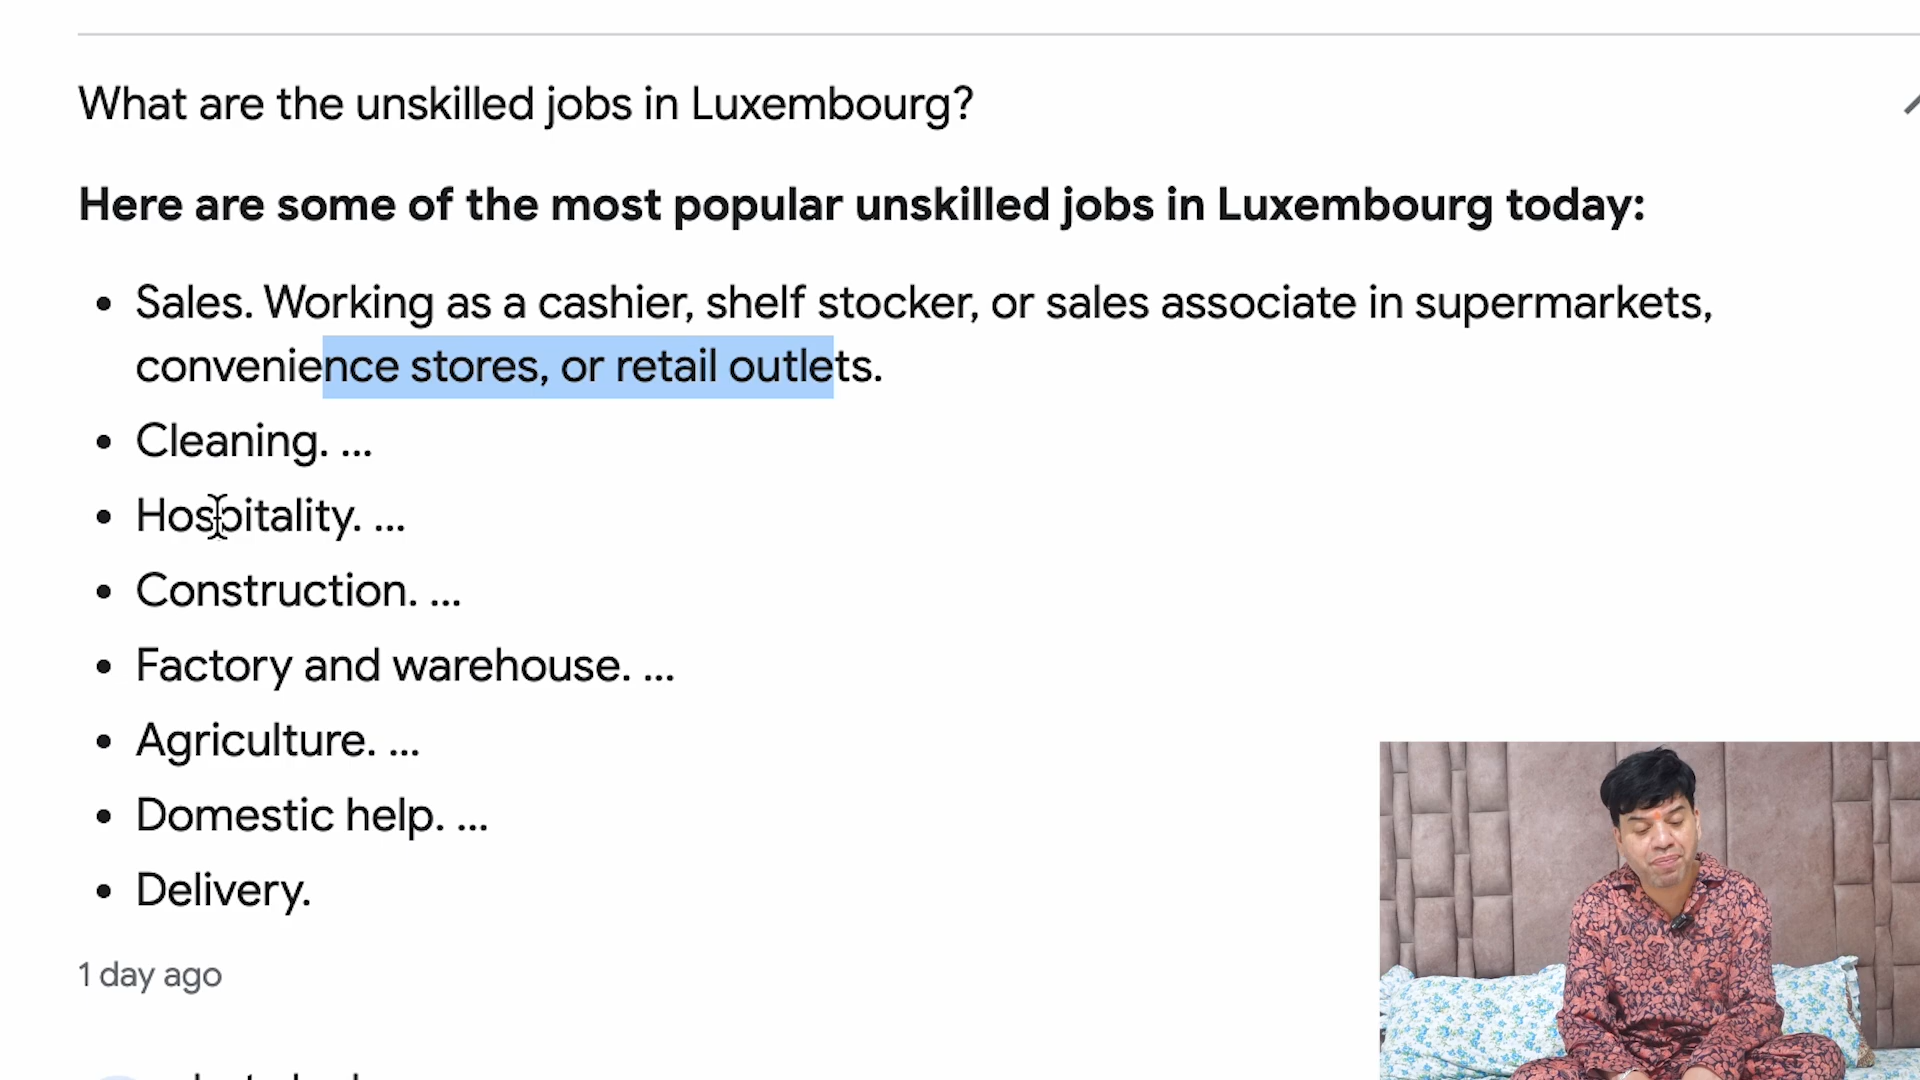 What are the unskilled jobs in Luxembourg?
Here are some of the most popular unskilled jobs in Luxembourg today:
• Sales. Working as a cashier, shelf stocker, or sales associate in supermarkets,
convenience stores, or retail outlets.
• Cleaning. ...
• Hospitality. ...
• Construction. ...
• Factory and warehouse. ...
• Agriculture. ...
• Domestic help. ...
• Delivery.
1 day ago